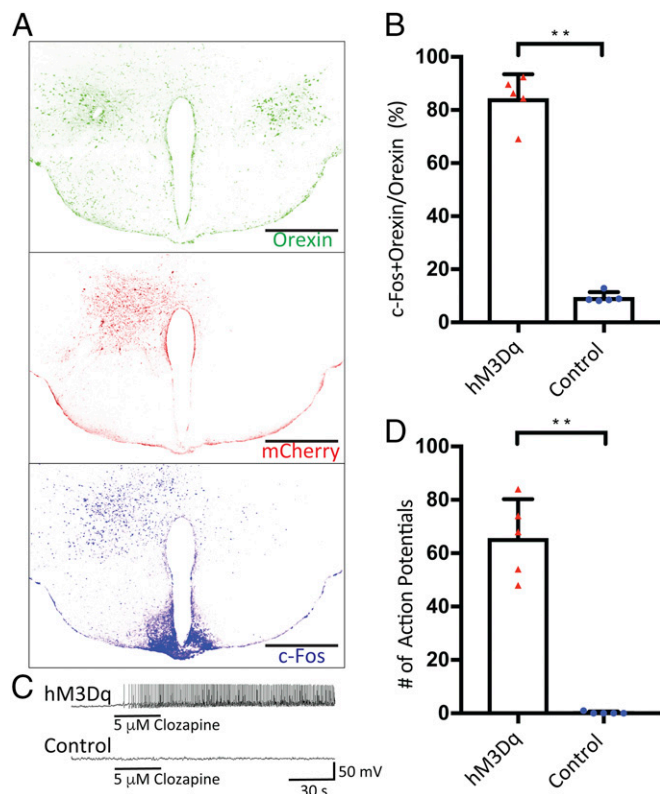 A
Orexin
mCherry
c-Fos
B
c-Fos+Orexin/Orexin (%)
100
80
60
40
20
0
* *
hM3Dq
Control
C
hM3Dq
5 μM Clozapine
Control
5 μM Clozapine
50 mV
30 s
D
# of Action Potentials
100
80
60
40
20
0
* *
hM3Dq
Control